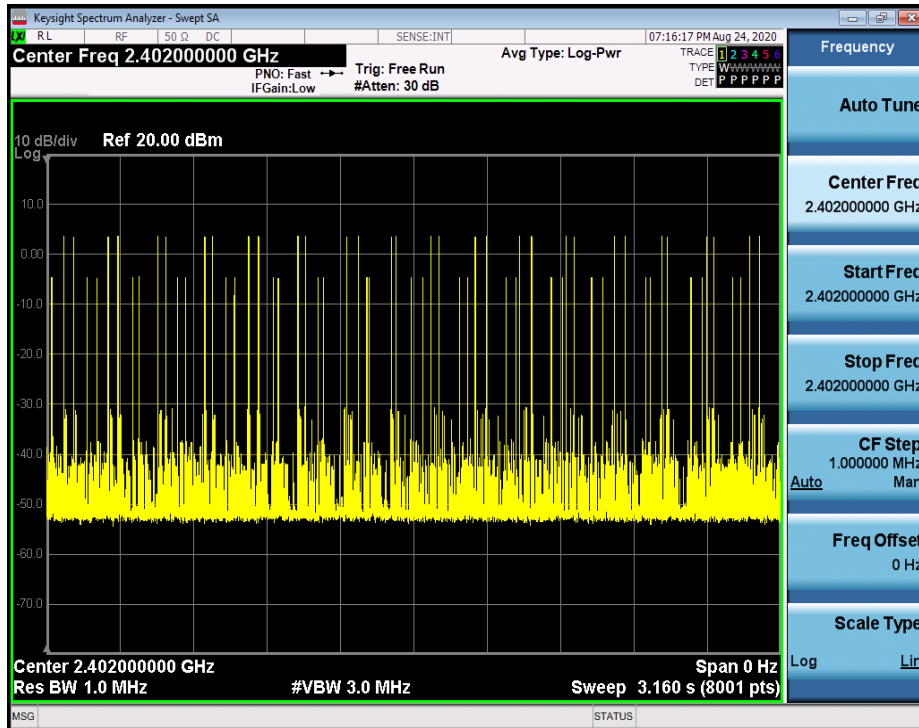 Keysight Spectrum Analyzer - Swept SA
LXI RL RF 50 Ω DC SENSE:INT 07:16:17 PM Aug 24, 2020
Center Freq 2.402000000 GHz
Avg Type: Log-Pwr
TRACE 1 2 3 4 5 6
TYPE WWWWWW
DET P P P P P P
PNO: Fast
IFGain:Low
Trig: Free Run
#Atten: 30 dB
10 dB/div
Log
Ref 20.00 dBm
10.0
0.00
-10.0
-20.0
-30.0
-40.0
-50.0
-60.0
-70.0
Center 2.402000000 GHz
Span 0 Hz
Res BW 1.0 MHz
#VBW 3.0 MHz
Sweep 3.160 s (8001 pts)
MSG
STATUS
Frequency
Auto Tune
Center Freq
2.402000000 GHz
Start Freq
2.402000000 GHz
Stop Freq
2.402000000 GHz
CF Step
1.000000 MHz
Auto Man
Freq Offset
0 Hz
Scale Type
Log Lin